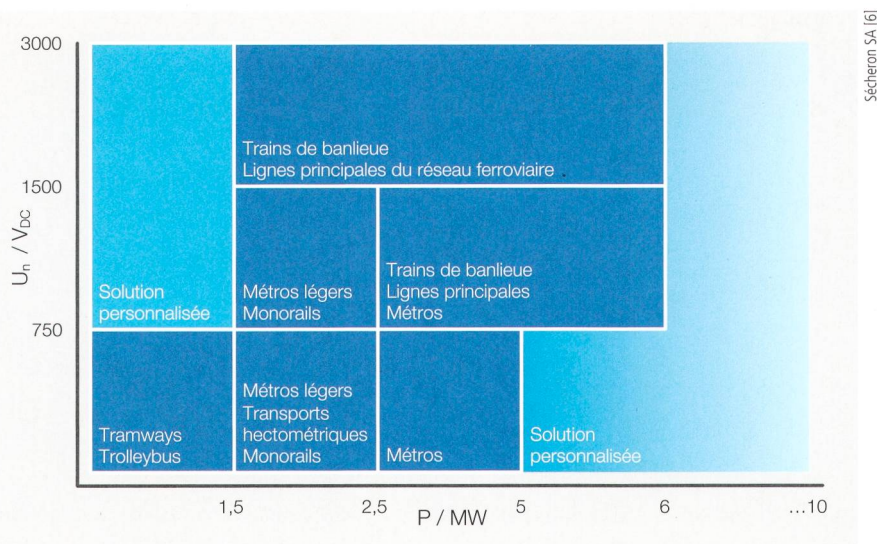 Sécheron SA [6]
3000
1500
750
Uₙ / V_DC
Trains de banlieue
Lignes principales du réseau ferroviaire
Solution
personnalisée
Métros légers
Monorails
Trains de banlieue
Lignes principales
Métros
Tramways
Trolleybus
Métros légers
Transports
hectométriques
Monorails
Métros
Solution
personnalisée
1,5
2,5
5
6
...10
P / MW